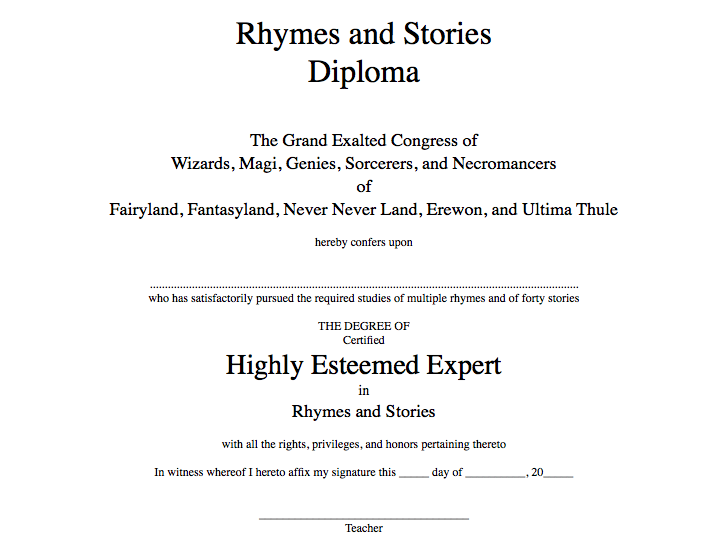 Rhymes and Stories
Diploma
The Grand Exalted Congress of
Wizards, Magi, Genies, Sorcerers, and Necromancers
of
Fairyland, Fantasyland, Never Never Land, Erewon, and Ultima Thule
hereby confers upon
................................................................................................................................................
who has satisfactorily pursued the required studies of multiple rhymes and of forty stories
THE DEGREE OF
Certified
Highly Esteemed Expert
in
Rhymes and Stories
with all the rights, privileges, and honors pertaining thereto
In witness whereof I hereto affix my signature this _____ day of __________, 20_____
___________________________________
Teacher